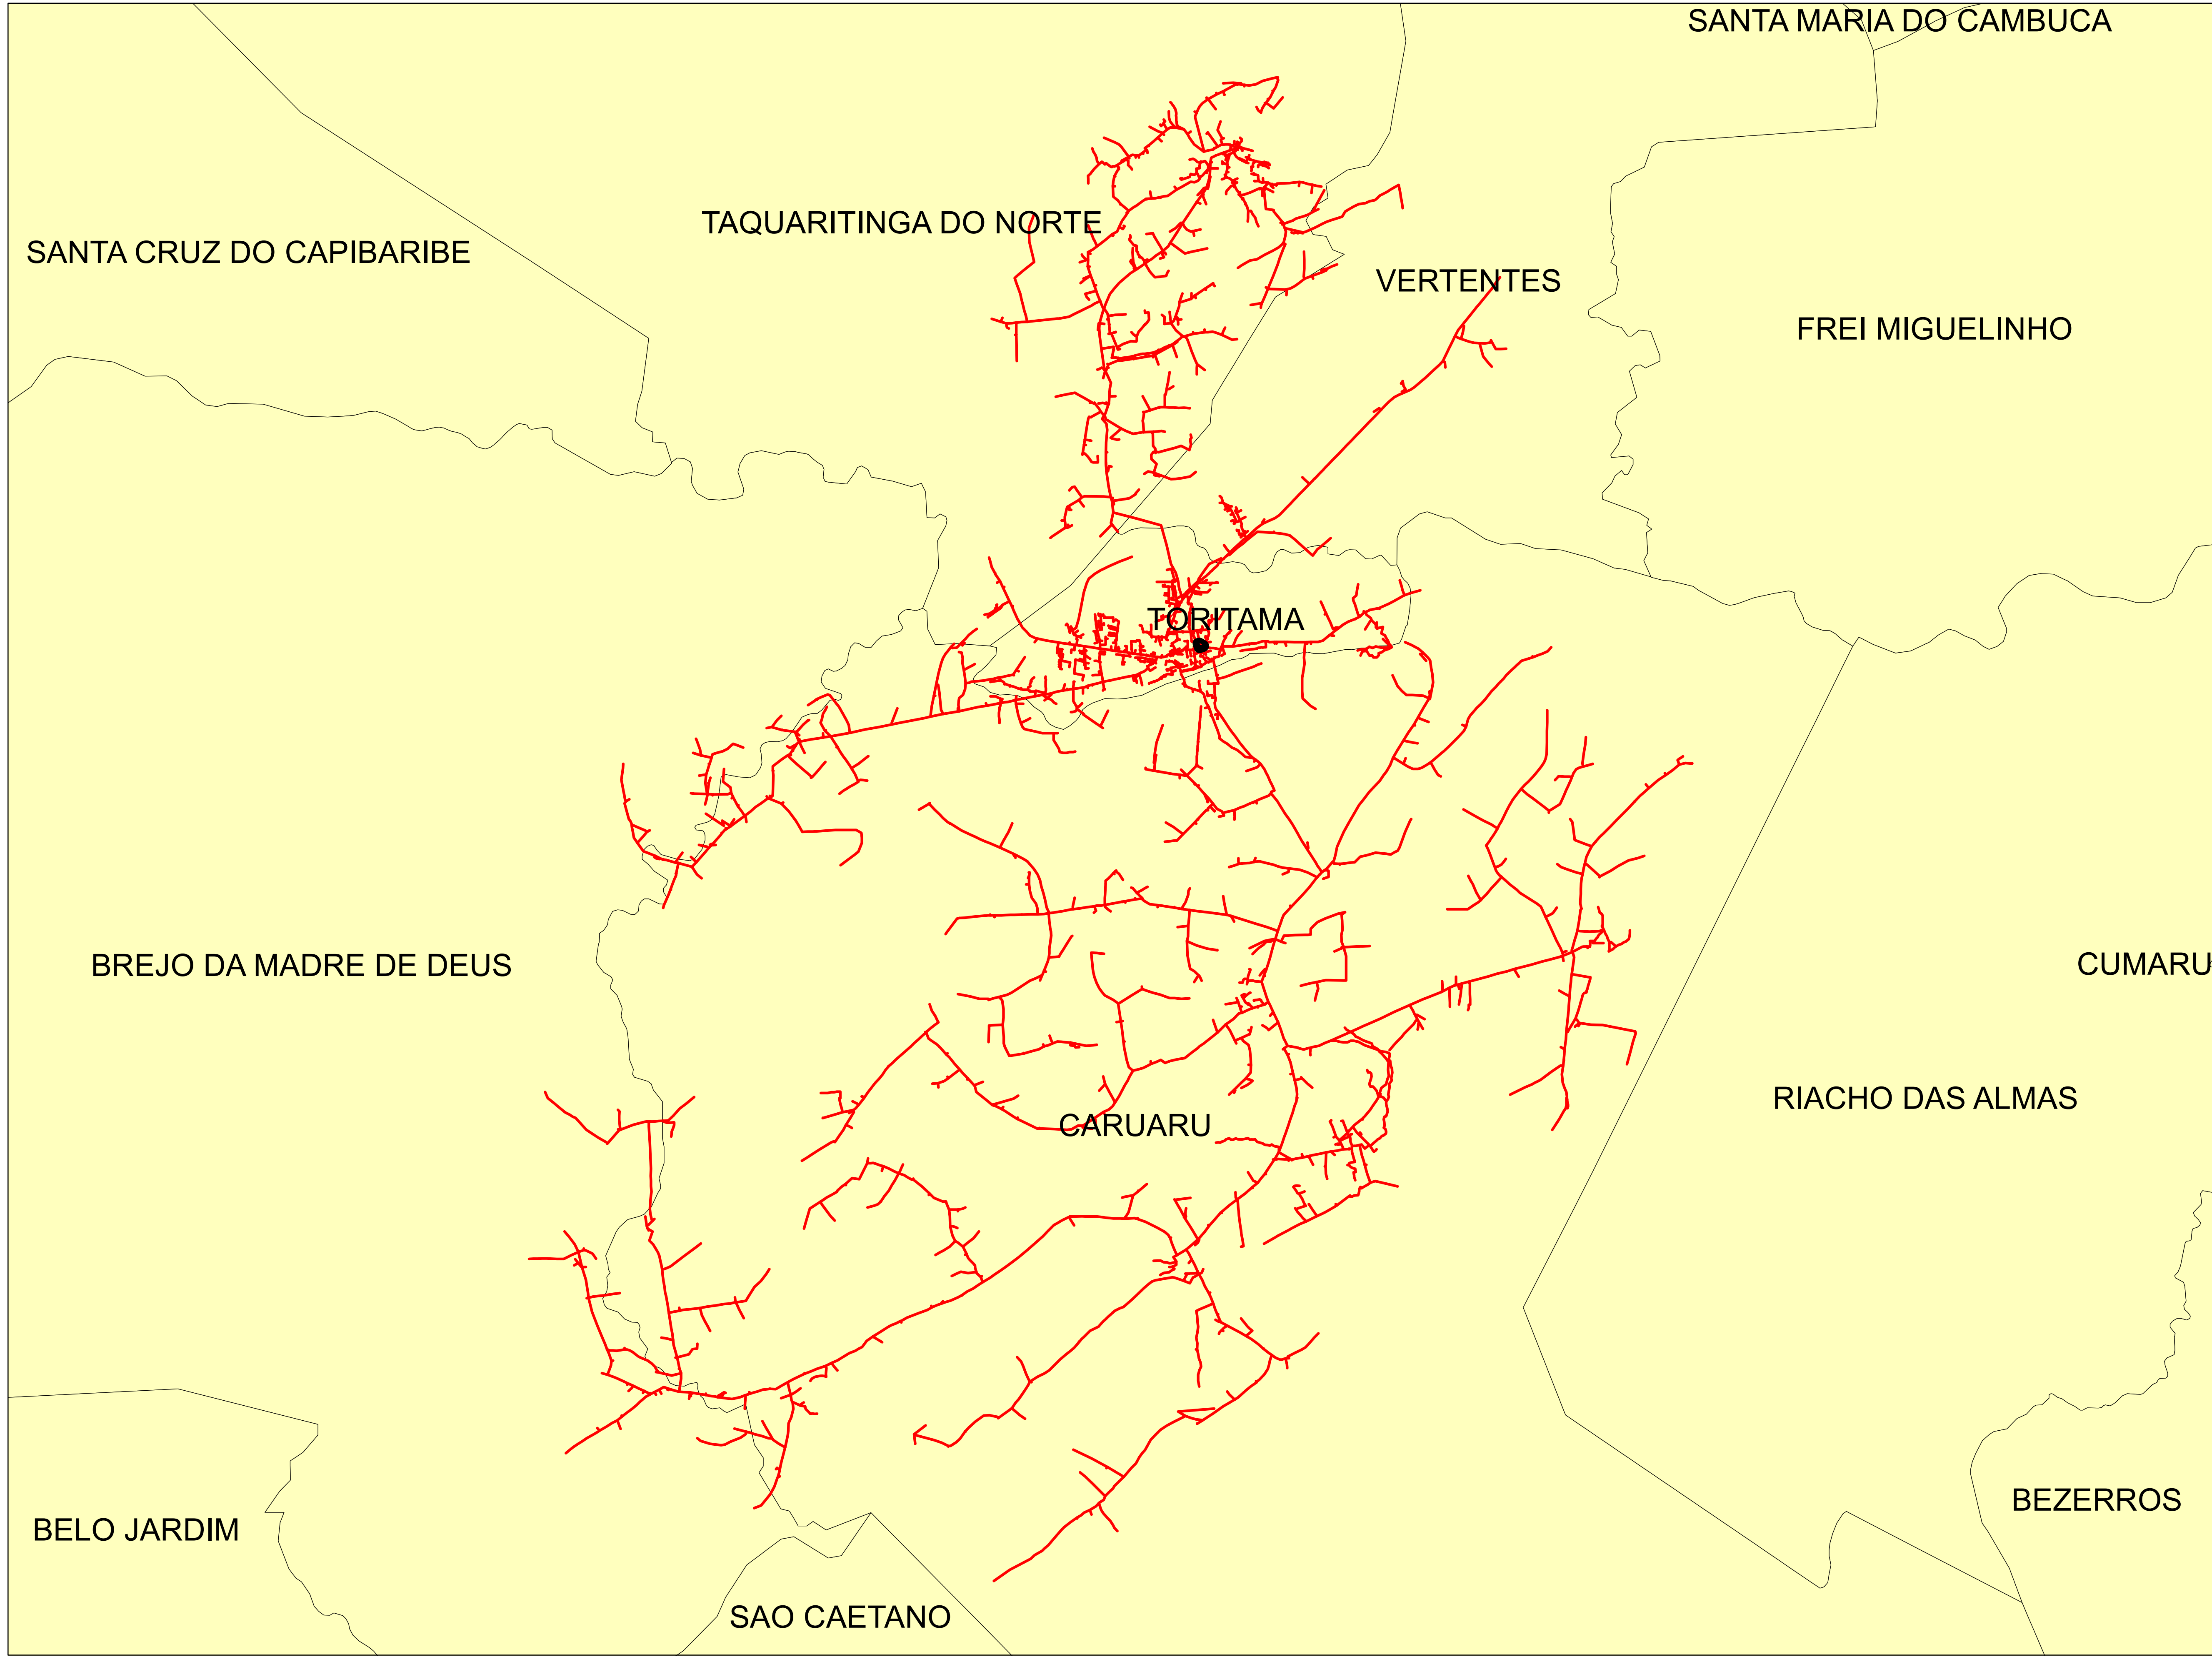 SANTA MARIA DO CAMBUCA
TAQUARITINGA DO NORTE
SANTA CRUZ DO CAPIBARIBE
VERTENTES
FREI MIGUELINHO
TORITAMA
BREJO DA MADRE DE DEUS
CUMARU
RIACHO DAS ALMAS
CARUARU
BEZERROS
BELO JARDIM
SAO CAETANO